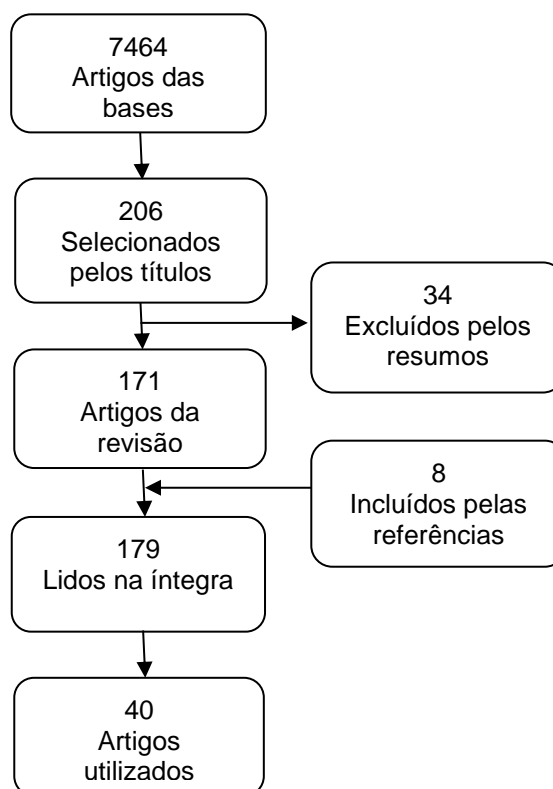 7464
Artigos das
bases
206
Selecionados
pelos títulos
34
Excluídos pelos
resumos
171
Artigos da
revisão
8
Incluídos pelas
referências
179
Lidos na íntegra
40
Artigos
utilizados